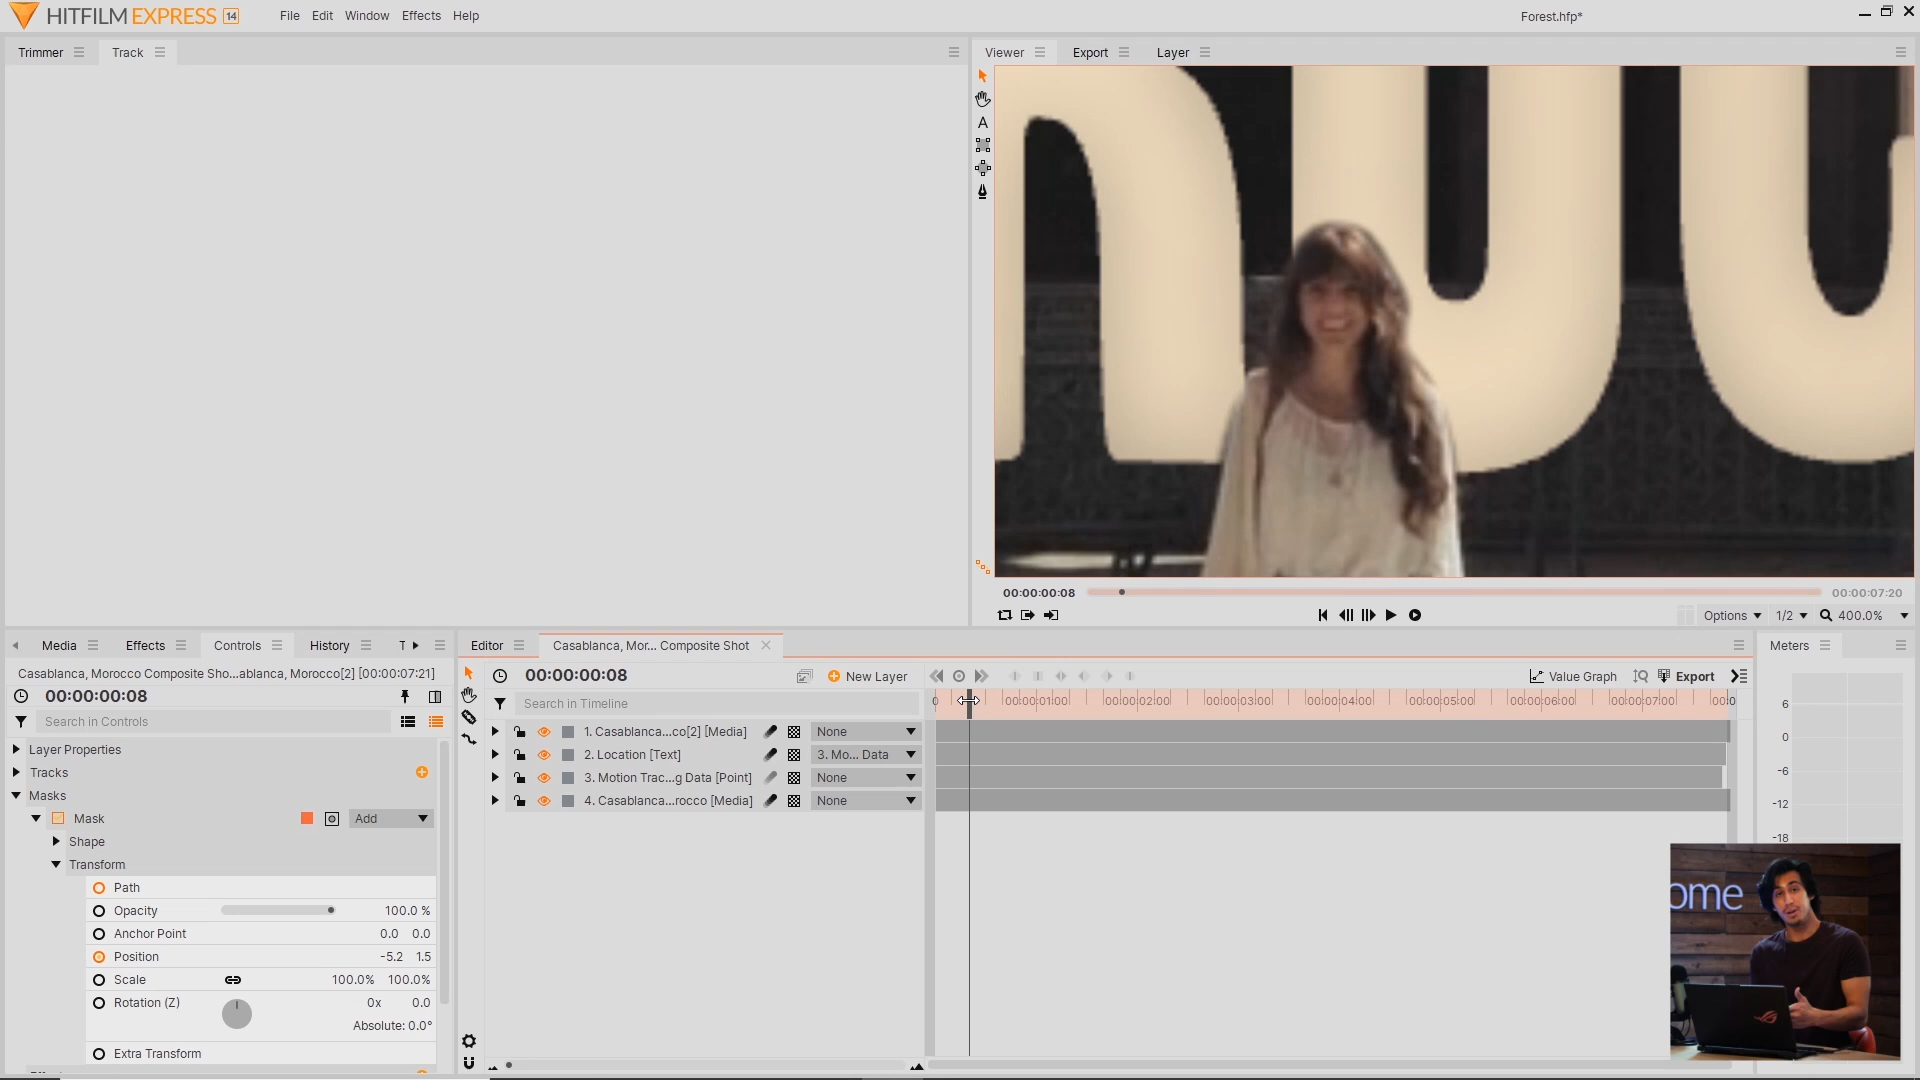 HITFILM EXPRESS 14
File Edit Window Effects Help
Forest.hfp*
Trimmer Track
Viewer Export Layer
A
00:00:00:08
00:00:07:20
Options 1/2 400.0%
Media Effects Controls History T
Casablanca, Morocco Composite Sho...ablanca, Morocco[2] [00:00:07:21]
00:00:00:08
Search in Controls
Layer Properties
Tracks
Masks
Mask Add
Shape
Transform
Path
Opacity 100.0 %
Anchor Point 0.0 0.0
Position -5.2 1.5
Scale 100.0% 100.0%
Rotation (Z) 0x 0.0
Absolute: 0.0°
Extra Transform
Editor Casablanca, Mor... Composite Shot
00:00:00:08 New Layer
Value Graph Export
Search in Timeline
0 00:00:01:00 00:00:02:00 00:00:03:00 00:00:04:00 00:00:05:00 00:00:06:00 00:00:07:00 00:0
1. Casablanca...co[2] [Media] None
2. Location [Text] 3. Mo... Data
3. Motion Trac...g Data [Point] None
4. Casablanca...rocco [Media] None
Meters
6
0
-6
-12
-18
ome